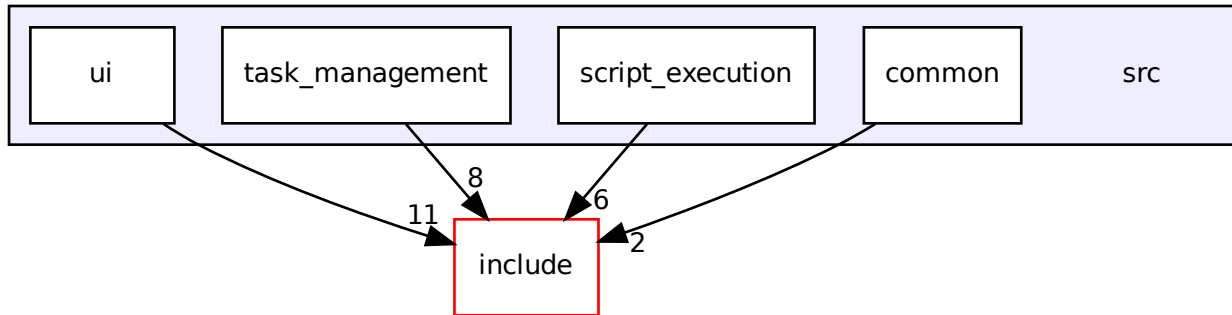 ui
task_management
script_execution
common
src
11
8
6
2
include